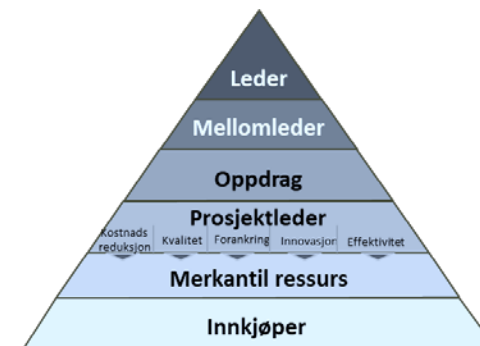 Leder
Mellomleder
Oppdrag
Prosjektleder
Kostnads
reduksjon
Kvalitet
Forankring
Innovasjon
Effektivitet
Merkantil ressurs
Innkjøper